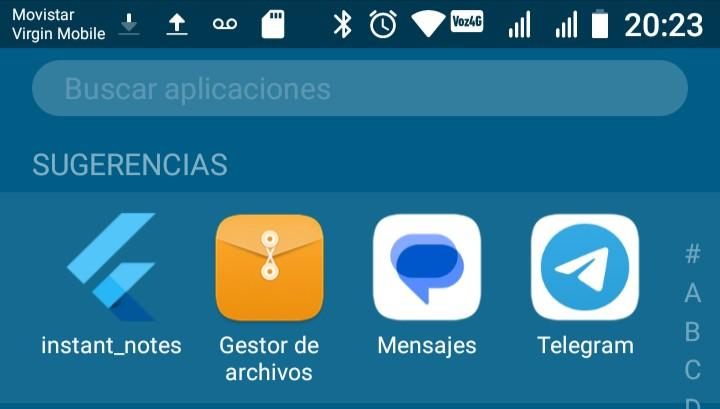 Movistar
Virgin Mobile
Voz4G
20:23
Buscar aplicaciones
SUGERENCIAS
instant_notes
Gestor de
archivos
Mensajes
Telegram
#
A
B
C
D